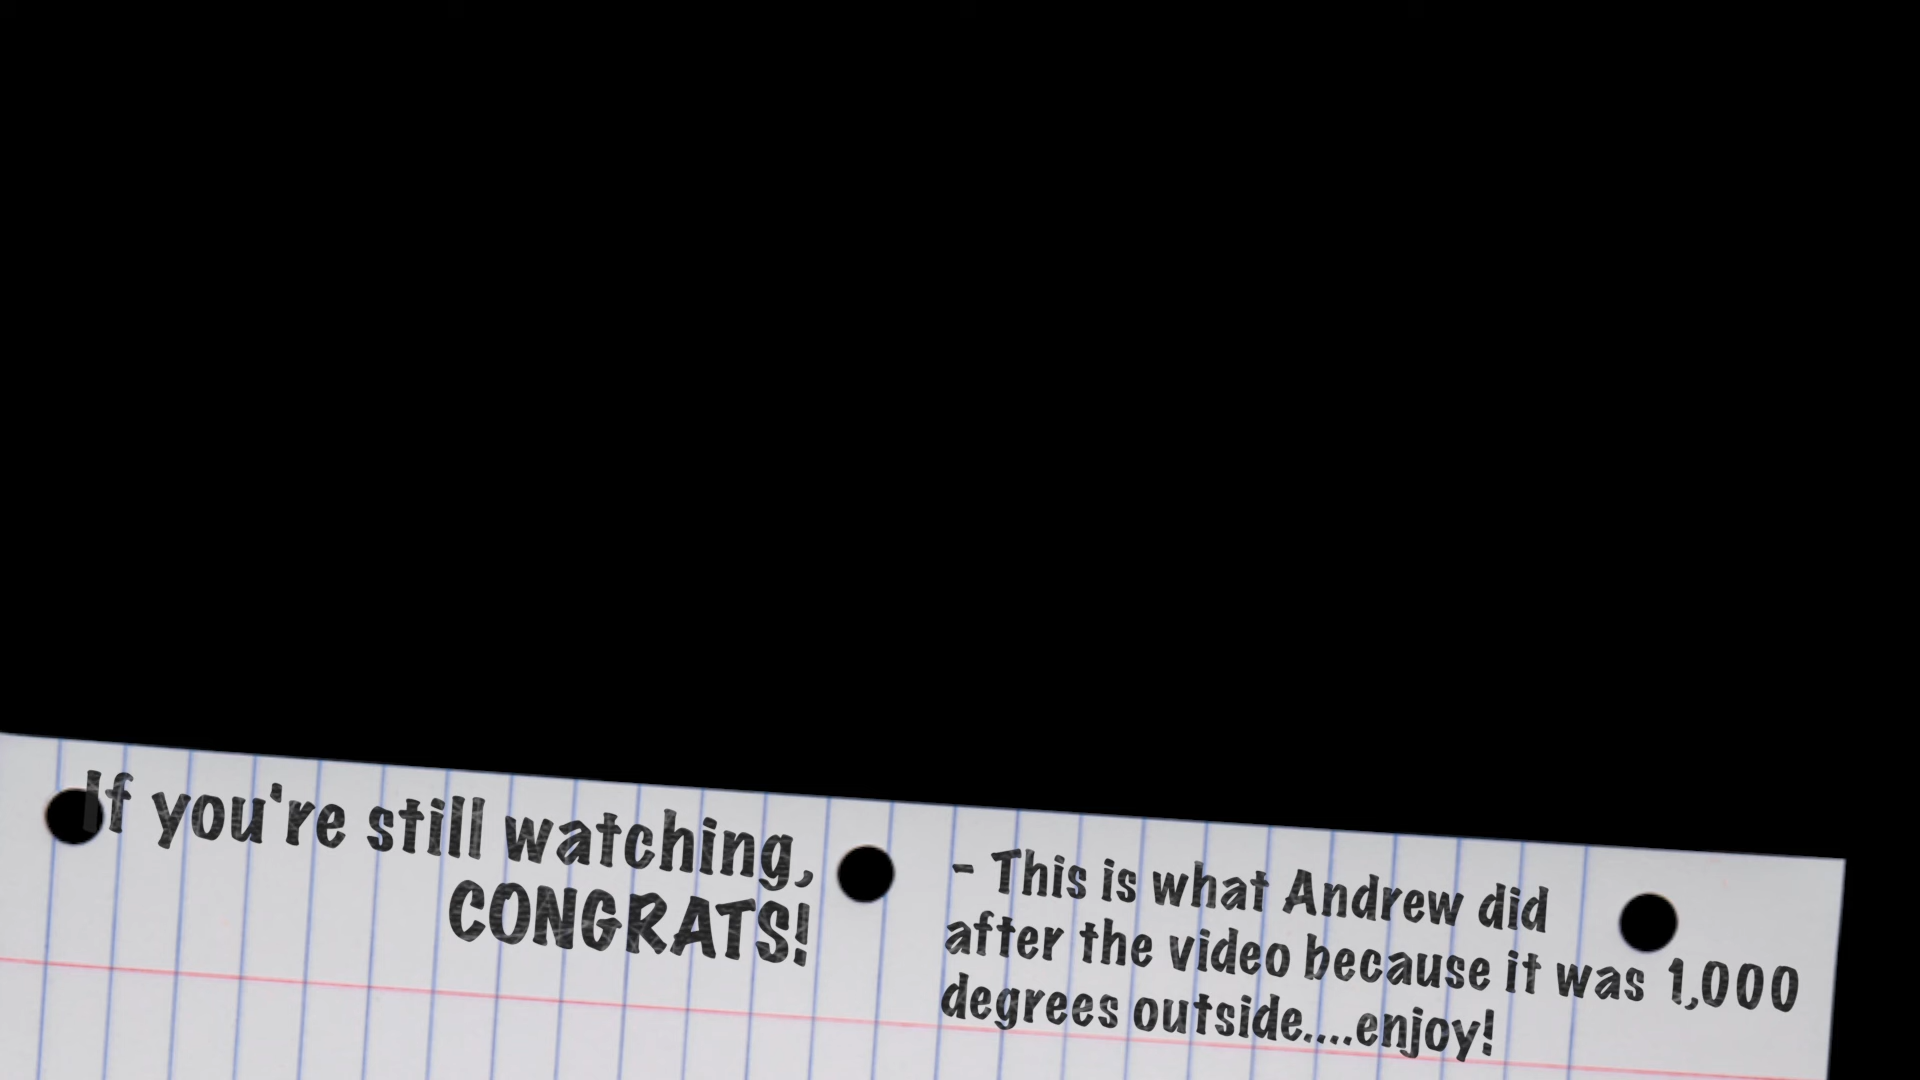 If you're still watching,
CONGRATS!
- This is what Andrew did
after the video because it was 1,000
degrees outside....enjoy!